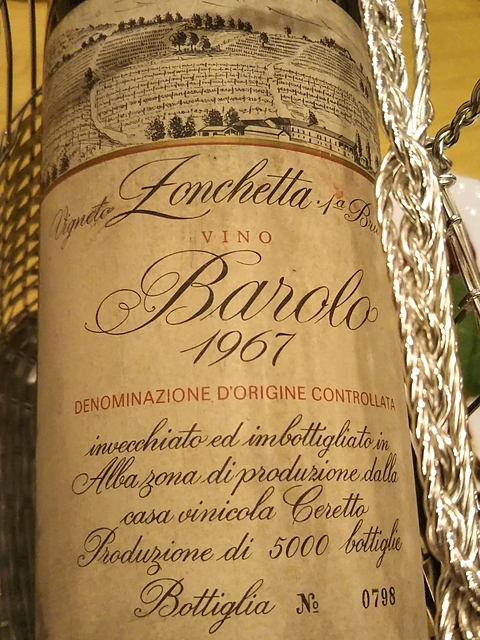 Vigneto Zonchetta · 1ª
VINO
Barolo
1967
DENOMINAZIONE D'ORIGINE CONTROLLATA
invecchiato ed imbottigliato in
Alba zona di produzione dalla
casa vinicola Ceretto
Produzione di 5000 bottiglie
Bottiglia № 0798